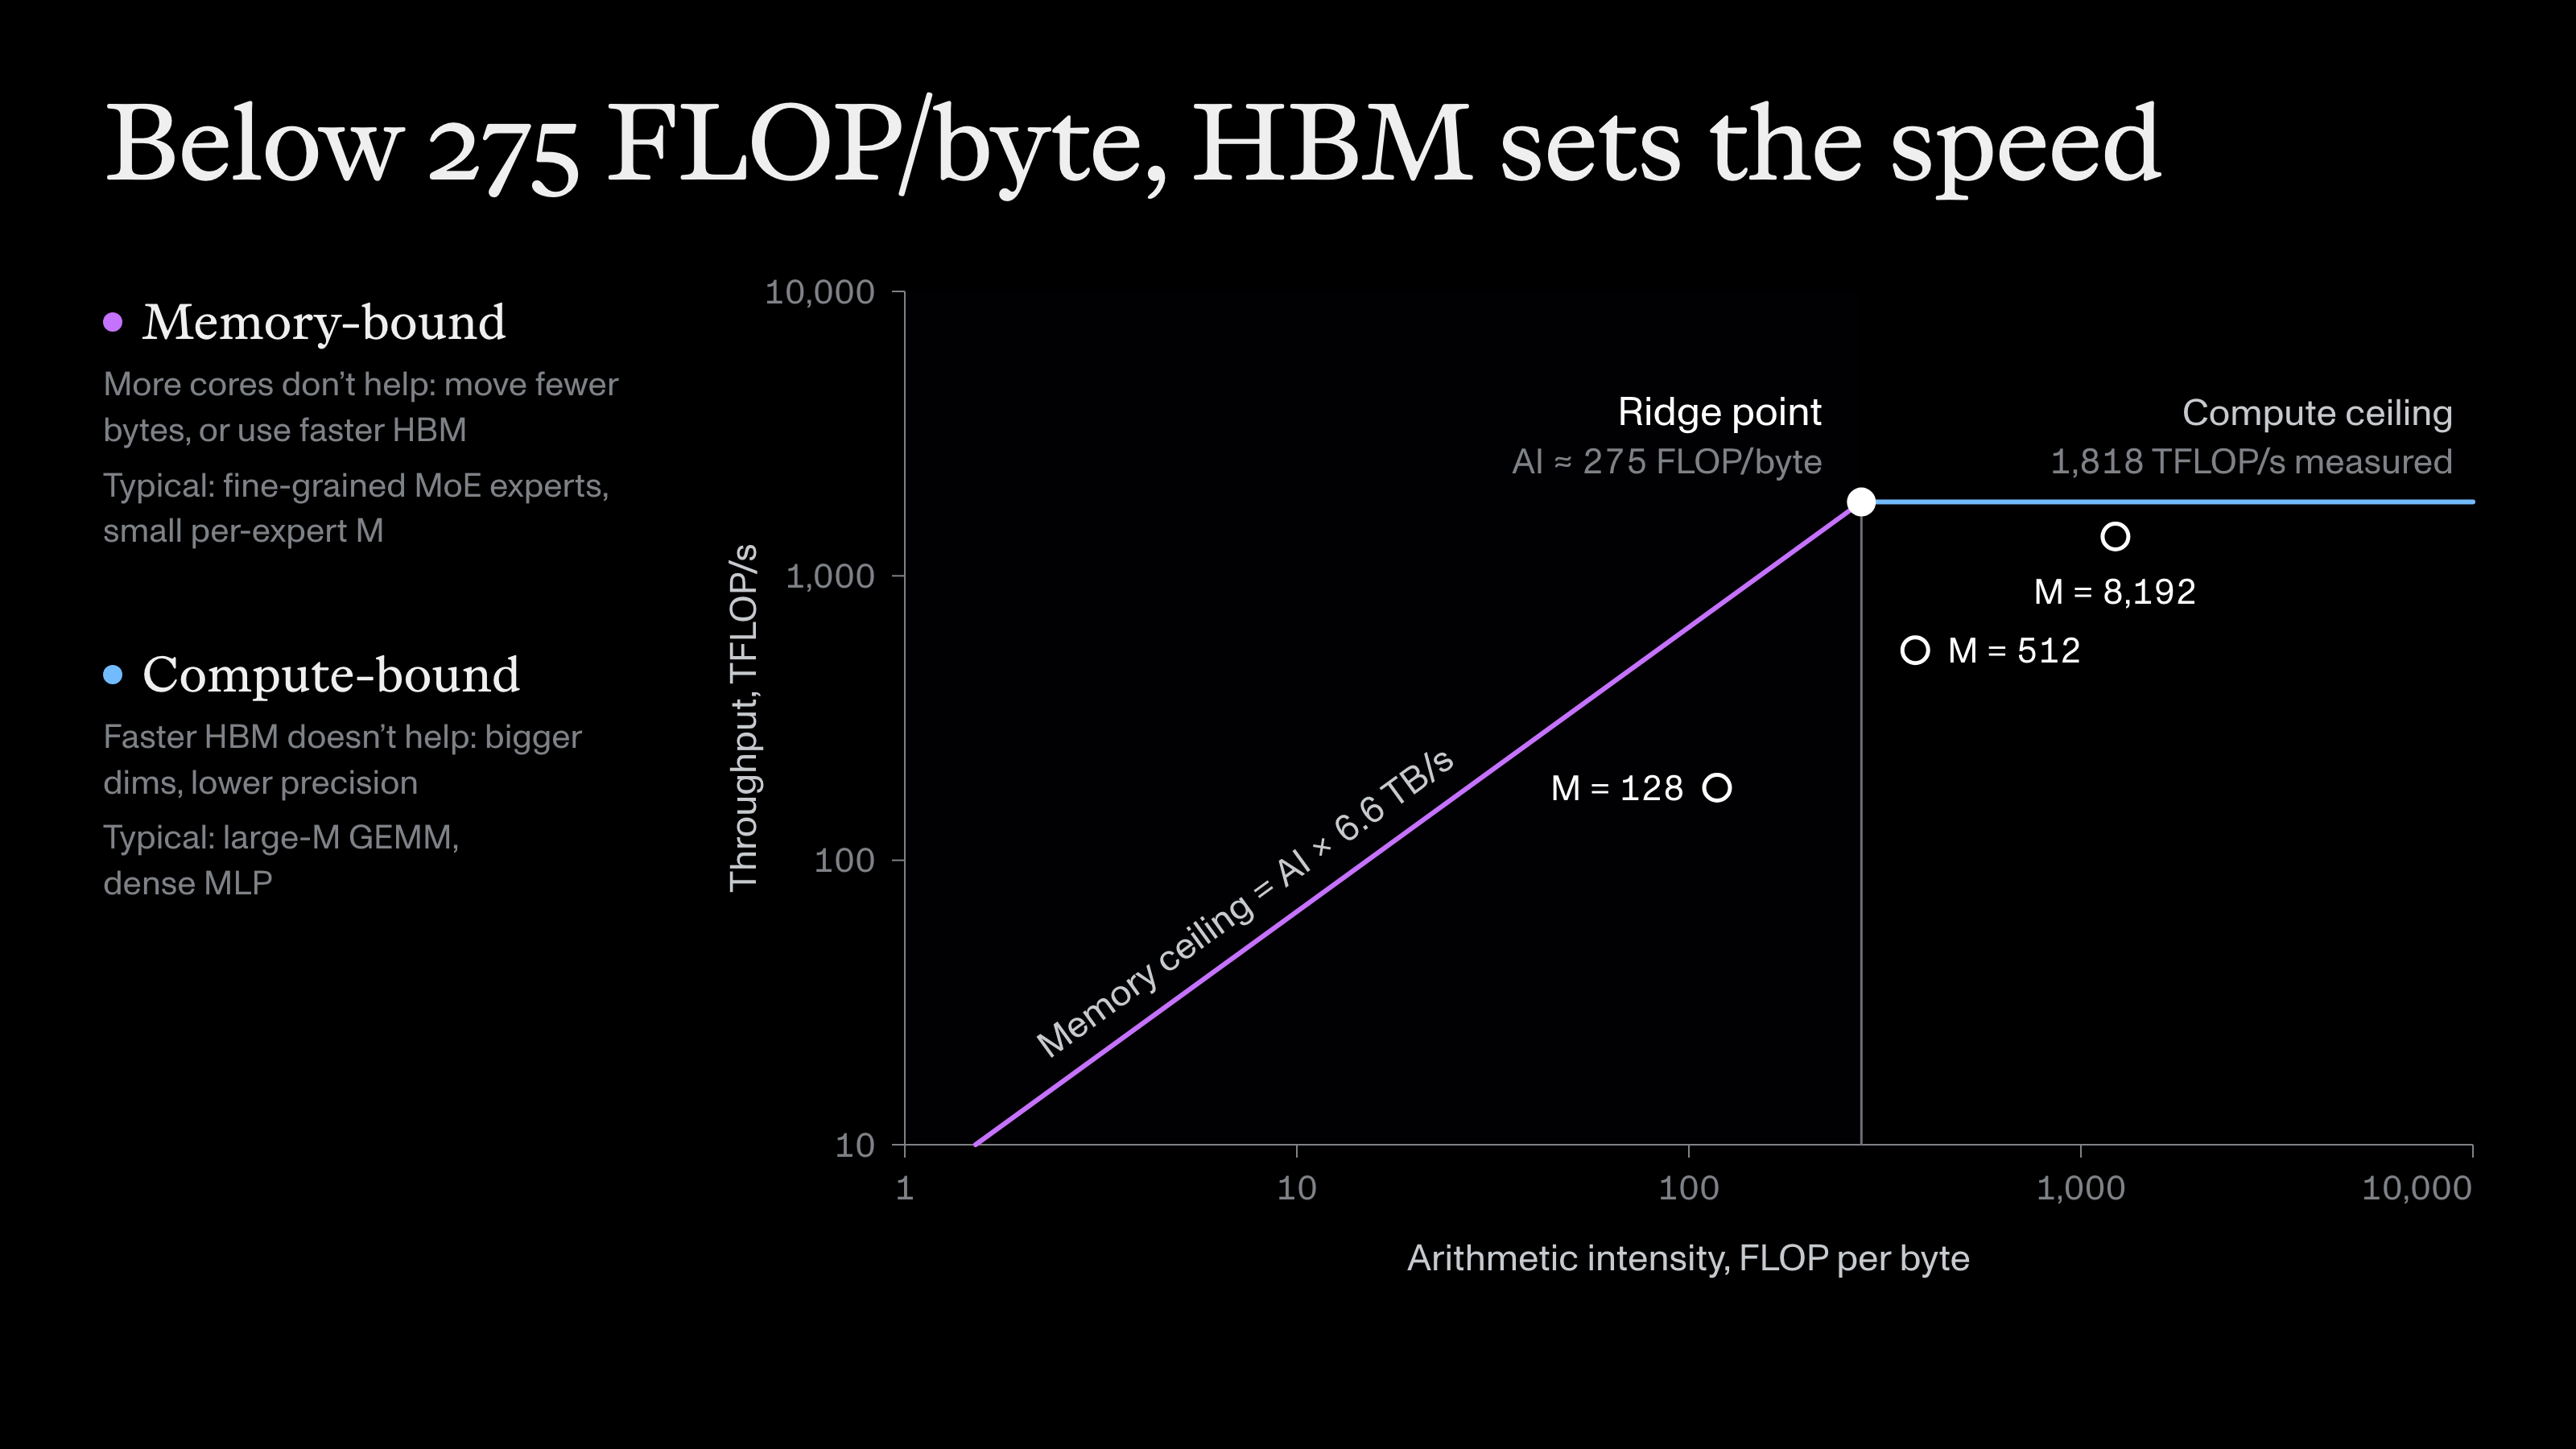 Below 275 FLOP/byte, HBM sets the speed
Memory-bound
More cores don’t help: move fewer
bytes, or use faster HBM
Typical: fine-grained MoE experts,
small per-expert M
Compute-bound
Faster HBM doesn’t help: bigger
dims, lower precision
Typical: large-M GEMM,
dense MLP
Throughput, TFLOP/s
10,000
1,000
100
10
Ridge point
AI ≈ 275 FLOP/byte
Compute ceiling
1,818 TFLOP/s measured
M = 8,192
M = 512
M = 128
Memory ceiling = AI × 6.6 TB/s
1
10
100
1,000
10,000
Arithmetic intensity, FLOP per byte